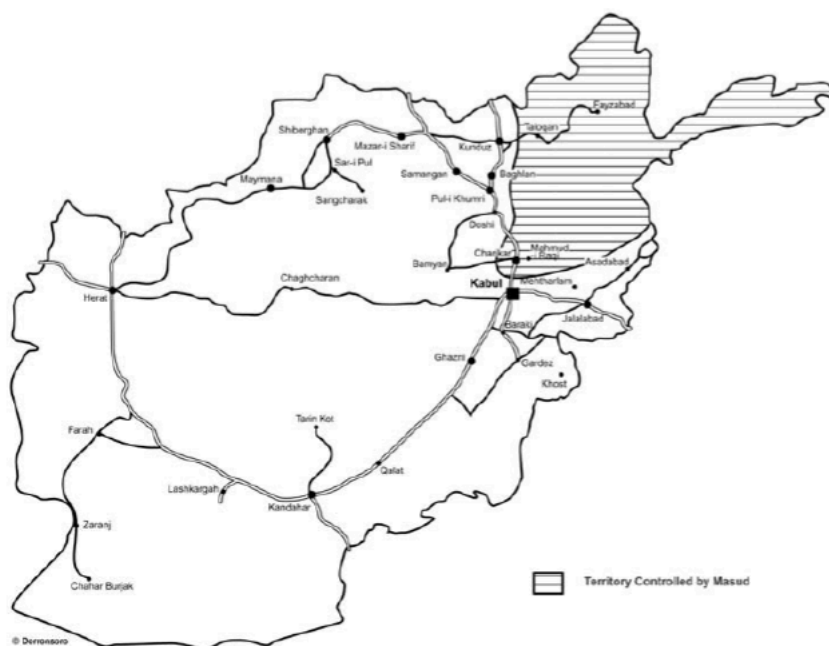 Fayzabad
Taloqan
Shiberghan
Mazar-i Sharif
Kunduz
Sar-i Pul
Samangan
Baghlan
Maymana
Sangcharak
Pul-i Khumri
Doshi
Mahmud
-i Raqi
Charikar
Bamyan
Asadabad
Chaghcharan
Kabul
Mehtharlam
Herat
Jalalabad
Baraki
Ghazni
Gardez
Khost
Tarin Kot
Farah
Qalat
Lashkargah
Kandahar
Zaranj
Chahar Burjak
Territory Controlled by Masud
© Dorronsoro